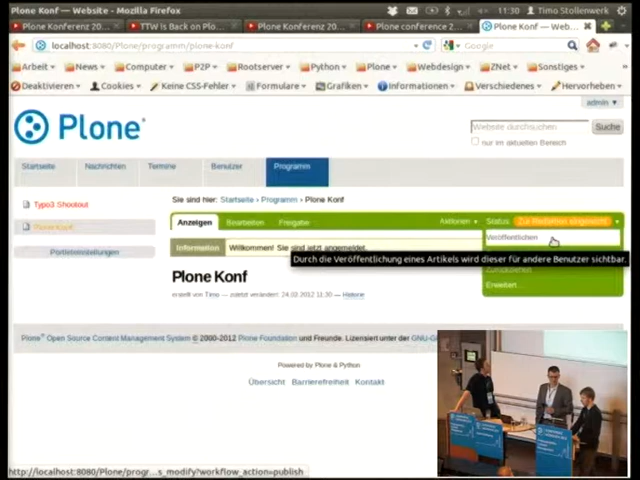 Plone Konf — Website - Mozilla Firefox
11:30
Timo Stollenwerk
Plone Konferenz 20...
TTW is Back on Plo...
Plone Konferenz 20...
Plone conference 2...
Plone Konf — Web...
localhost:8080/Plone/programm/plone-konf
Google
Arbeit
News
Computer
P2P
Rootserver
Python
Plone
Webdesign
ZNet
Sonstiges
Deaktivieren
Cookies
Keine CSS-Fehler
Formulare
Grafiken
Informationen
Verschiedenes
Hervorheben
admin
Plone
Website durchsuchen
Suche
nur im aktuellen Bereich
Startseite
Nachrichten
Termine
Benutzer
Programm
Sie sind hier: Startseite › Programm › Plone Konf
Typo3 Shootout
Plone Konf
Portleteinstellungen
Anzeigen
Bearbeiten
Freigabe
Aktionen
Status
Zur Redaktion eingereicht
Veröffentlichen
Information
Willkommen! Sie sind jetzt angemeldet.
Durch die Veröffentlichung eines Artikels wird dieser für andere Benutzer sichtbar.
Zurückziehen
Erweitert...
Plone Konf
erstellt von Timo — zuletzt verändert: 24.02.2012 11:30 — Historie
Plone® Open Source Content Management System © 2000-2012 Plone Foundation und Freunde. Lizensiert unter der GNU-G
Powered by Plone & Python
Übersicht
Barrierefreiheit
Kontakt
http://localhost:8080/Plone/progr...s_modify?workflow_action=publish